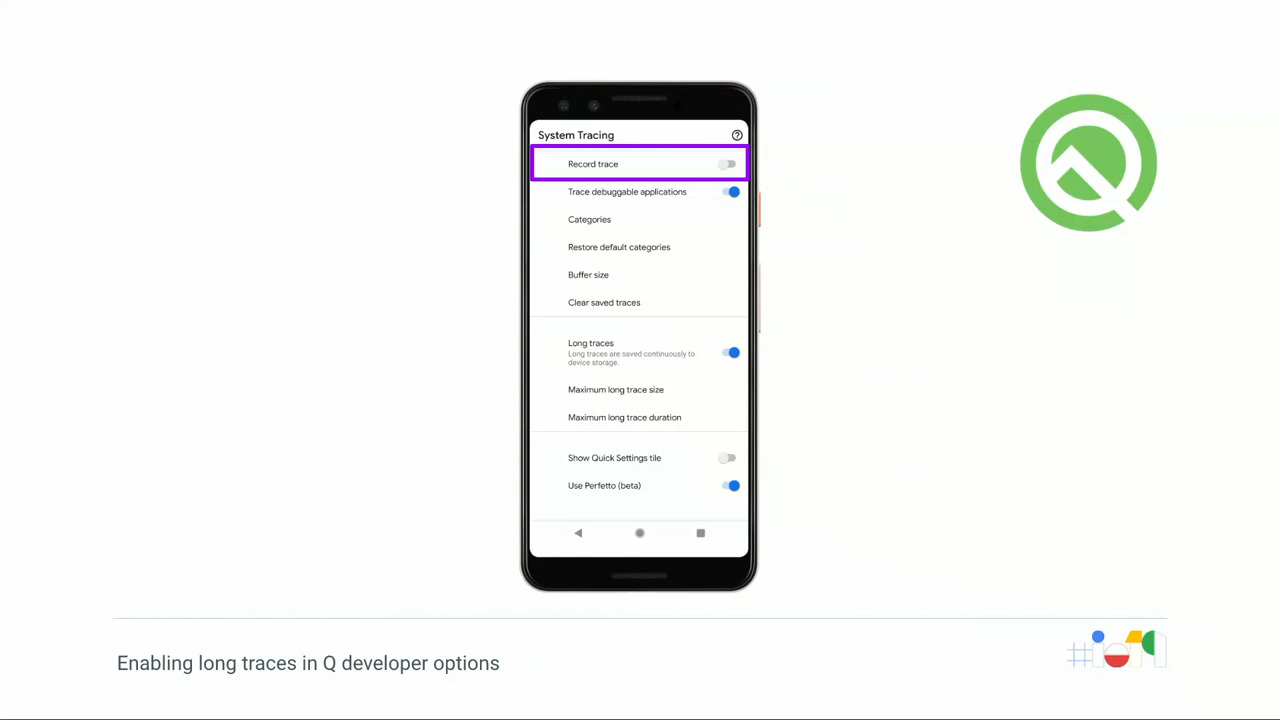 System Tracing
Record trace
Trace debuggable applications
Categories
Restore default categories
Buffer size
Clear saved traces
Long traces
Long traces are saved continuously to
device storage.
Maximum long trace size
Maximum long trace duration
Show Quick Settings tile
Use Perfetto (beta)
Enabling long traces in Q developer options
#io19